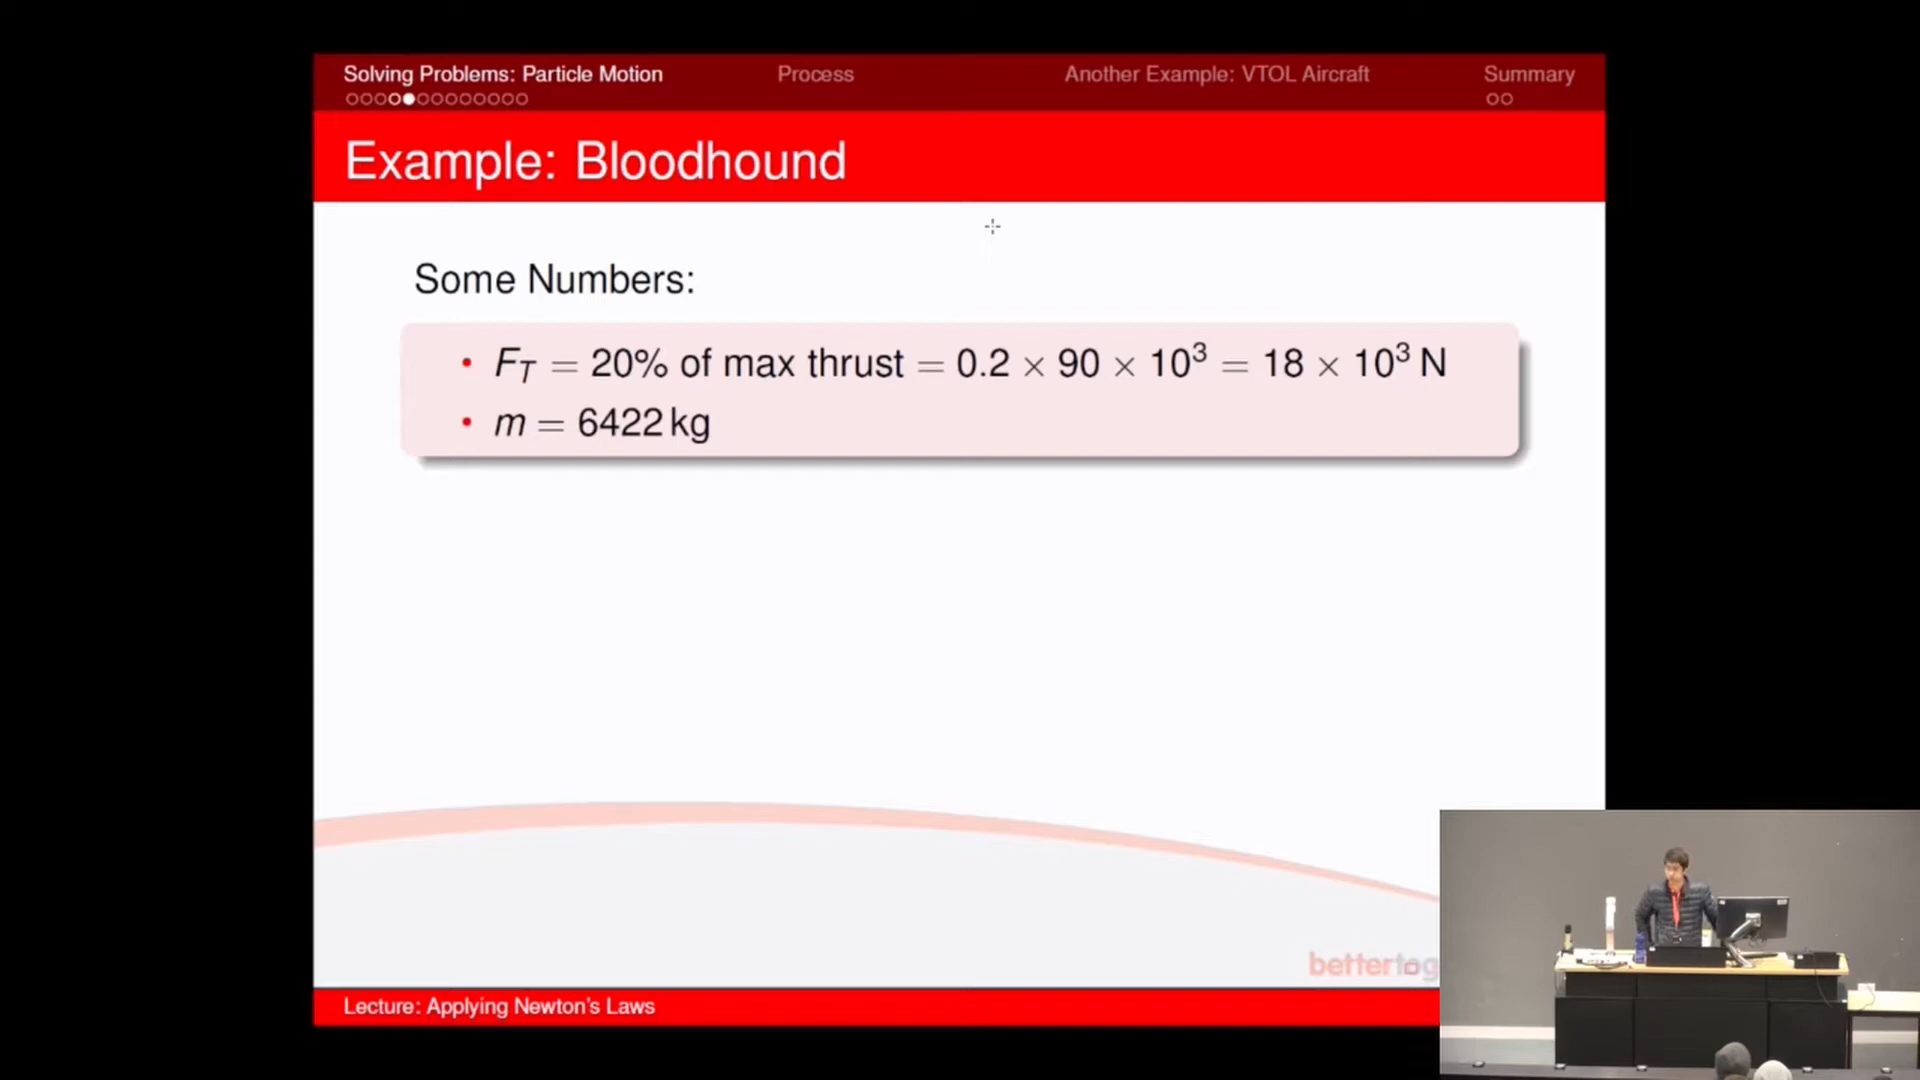 Solving Problems: Particle Motion Process Another Example: VTOL Aircraft Summary
Example: Bloodhound
Some Numbers:
• F_T = 20% of max thrust = 0.2 × 90 × 10³ = 18 × 10³ N
• m = 6422 kg
bettertog
Lecture: Applying Newton's Laws